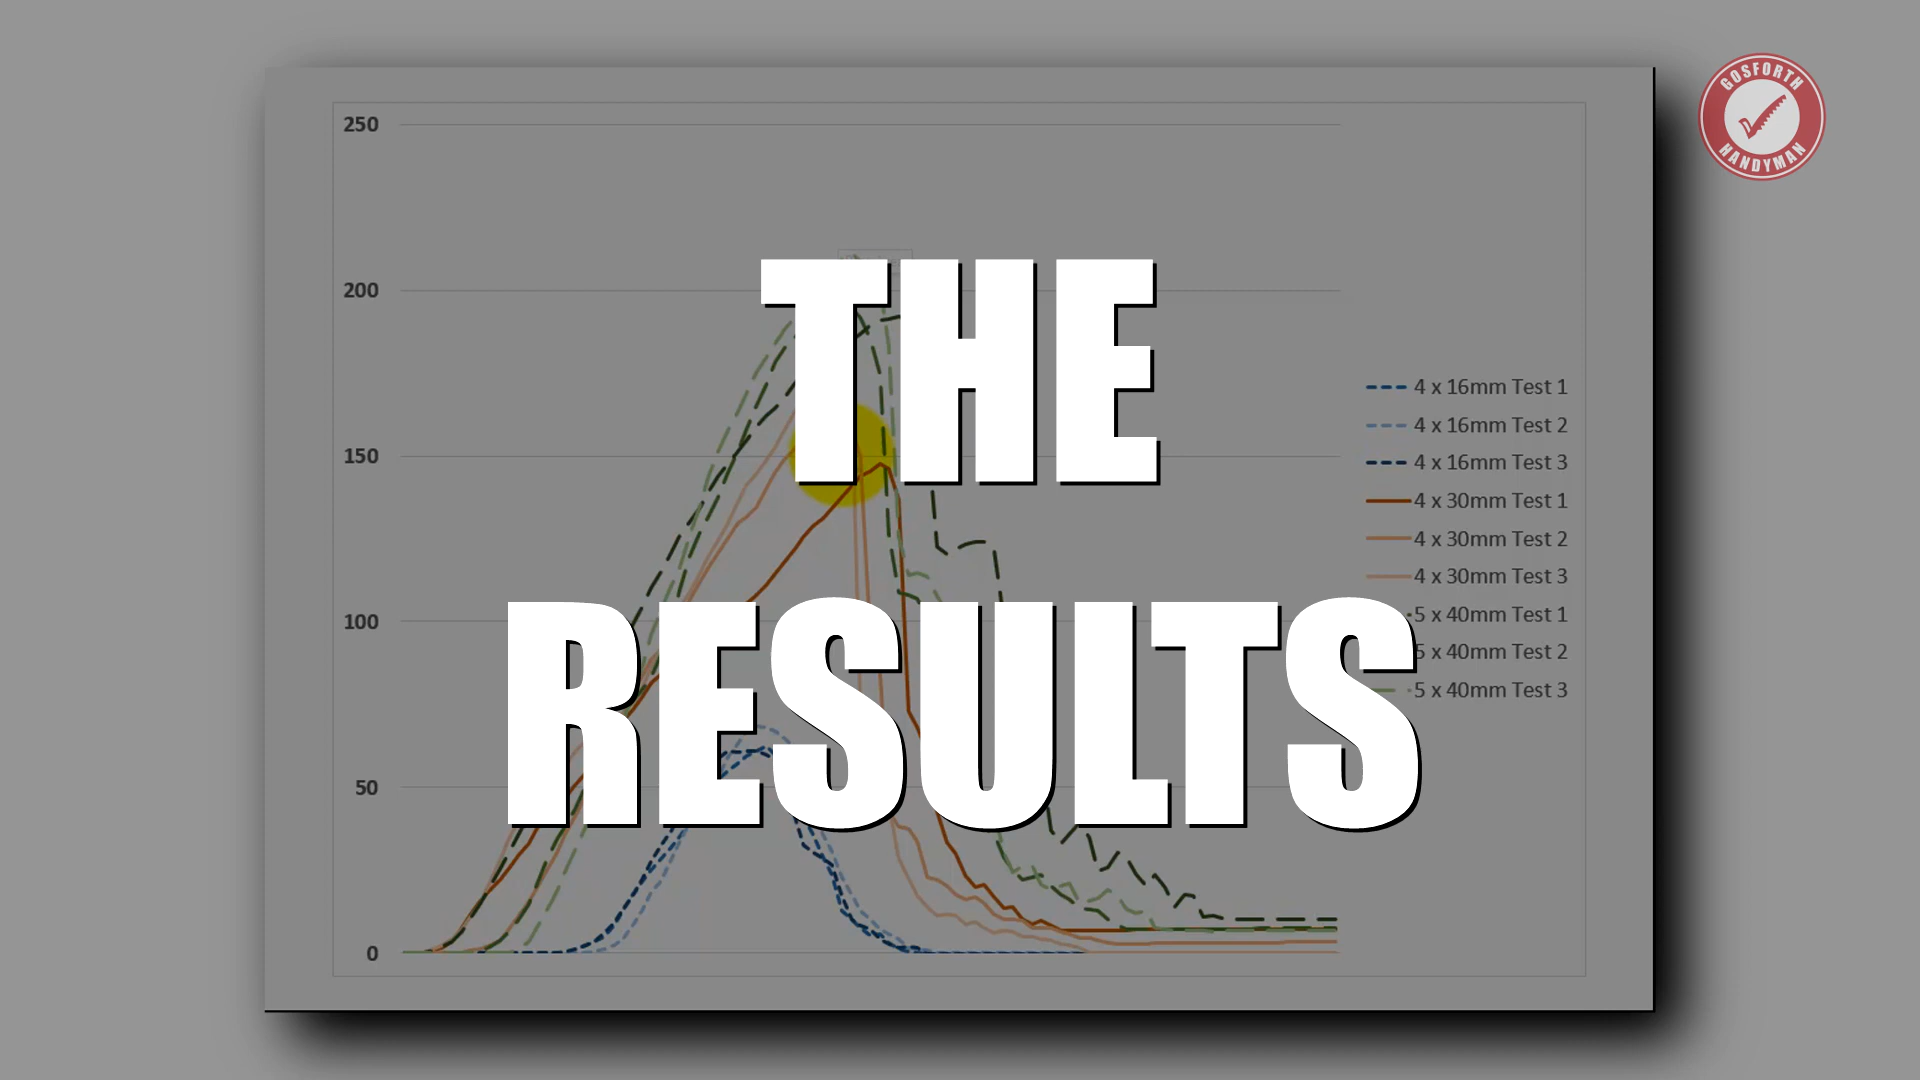 GOSFORTH
HANDYMAN
250
200
150
100
50
0
THE
RESULTS
4 x 16mm Test 1
4 x 16mm Test 2
4 x 16mm Test 3
4 x 30mm Test 1
4 x 30mm Test 2
4 x 30mm Test 3
5 x 40mm Test 1
5 x 40mm Test 2
5 x 40mm Test 3